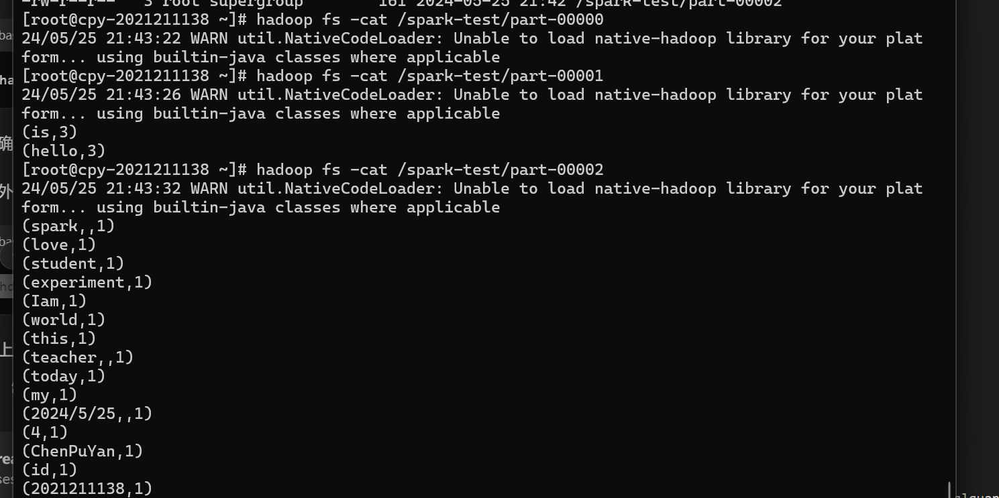 -rw-r--r--   3 root supergroup        161 2024-05-25 21:42 /spark-test/part-00002
[root@cpy-2021211138 ~]# hadoop fs -cat /spark-test/part-00000
24/05/25 21:43:22 WARN util.NativeCodeLoader: Unable to load native-hadoop library for your plat
form... using builtin-java classes where applicable
[root@cpy-2021211138 ~]# hadoop fs -cat /spark-test/part-00001
24/05/25 21:43:26 WARN util.NativeCodeLoader: Unable to load native-hadoop library for your plat
form... using builtin-java classes where applicable
(is,3)
(hello,3)
[root@cpy-2021211138 ~]# hadoop fs -cat /spark-test/part-00002
24/05/25 21:43:32 WARN util.NativeCodeLoader: Unable to load native-hadoop library for your plat
form... using builtin-java classes where applicable
(spark,,1)
(love,1)
(student,1)
(experiment,1)
(Iam,1)
(world,1)
(this,1)
(teacher,,1)
(today,1)
(my,1)
(2024/5/25,,1)
(4,1)
(ChenPuYan,1)
(id,1)
(2021211138,1)